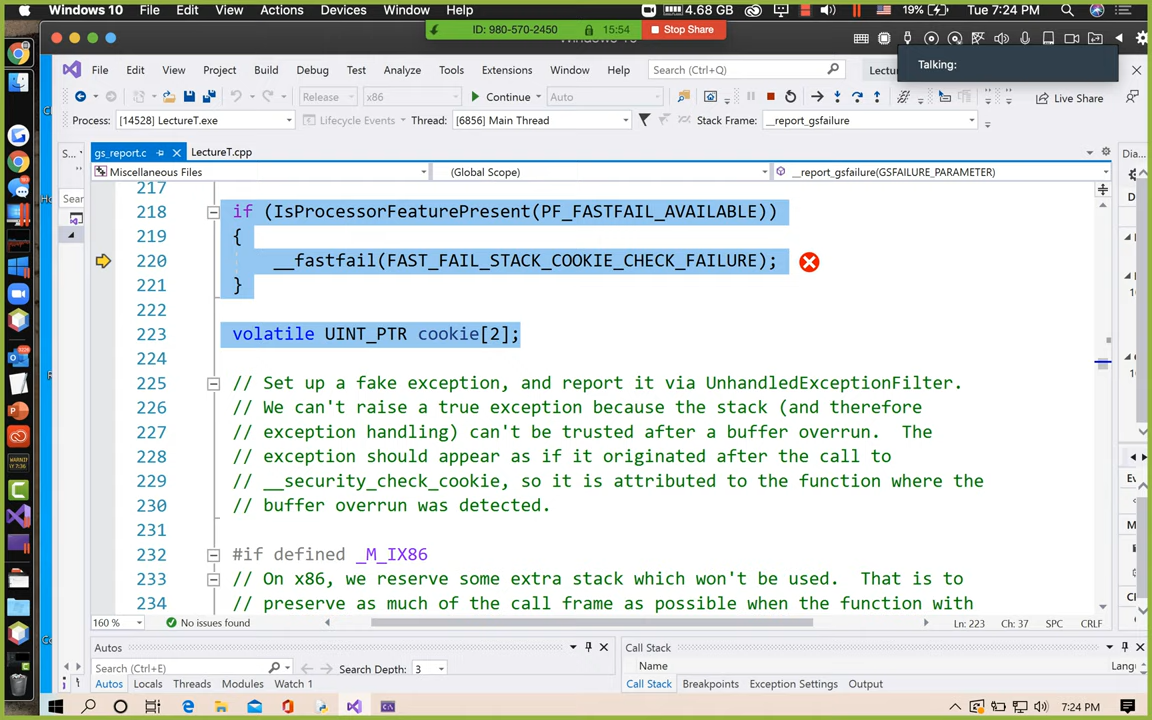 Windows 10 File Edit View Actions Devices Window Help 4.68 GB 19% Tue 7:24 PM
ID: 980-570-2450 15:54 Stop Share
Talking:
File Edit View Project Build Debug Test Analyze Tools Extensions Window Help Search (Ctrl+Q) Lectu
Release x86 Continue Auto Live Share
Process: [14528] LectureT.exe Lifecycle Events Thread: [6856] Main Thread Stack Frame: __report_gsfailure
S... gs_report.c LectureT.cpp Dia...
Miscellaneous Files (Global Scope) __report_gsfailure(GSFAILURE_PARAMETER)
217
218 if (IsProcessorFeaturePresent(PF_FASTFAIL_AVAILABLE))
219 {
220 __fastfail(FAST_FAIL_STACK_COOKIE_CHECK_FAILURE);
221 }
222
223 volatile UINT_PTR cookie[2];
224
225 // Set up a fake exception, and report it via UnhandledExceptionFilter.
226 // We can't raise a true exception because the stack (and therefore
227 // exception handling) can't be trusted after a buffer overrun.  The
228 // exception should appear as if it originated after the call to
229 // __security_check_cookie, so it is attributed to the function where the
230 // buffer overrun was detected.
231
232 #if defined _M_IX86
233 // On x86, we reserve some extra stack which won't be used.  That is to
234 // preserve as much of the call frame as possible when the function with
160 % No issues found Ln: 223 Ch: 37 SPC CRLF
Autos Call Stack
Search (Ctrl+E) Search Depth: 3 Name Lang
Autos Locals Threads Modules Watch 1 Call Stack Breakpoints Exception Settings Output
7:24 PM